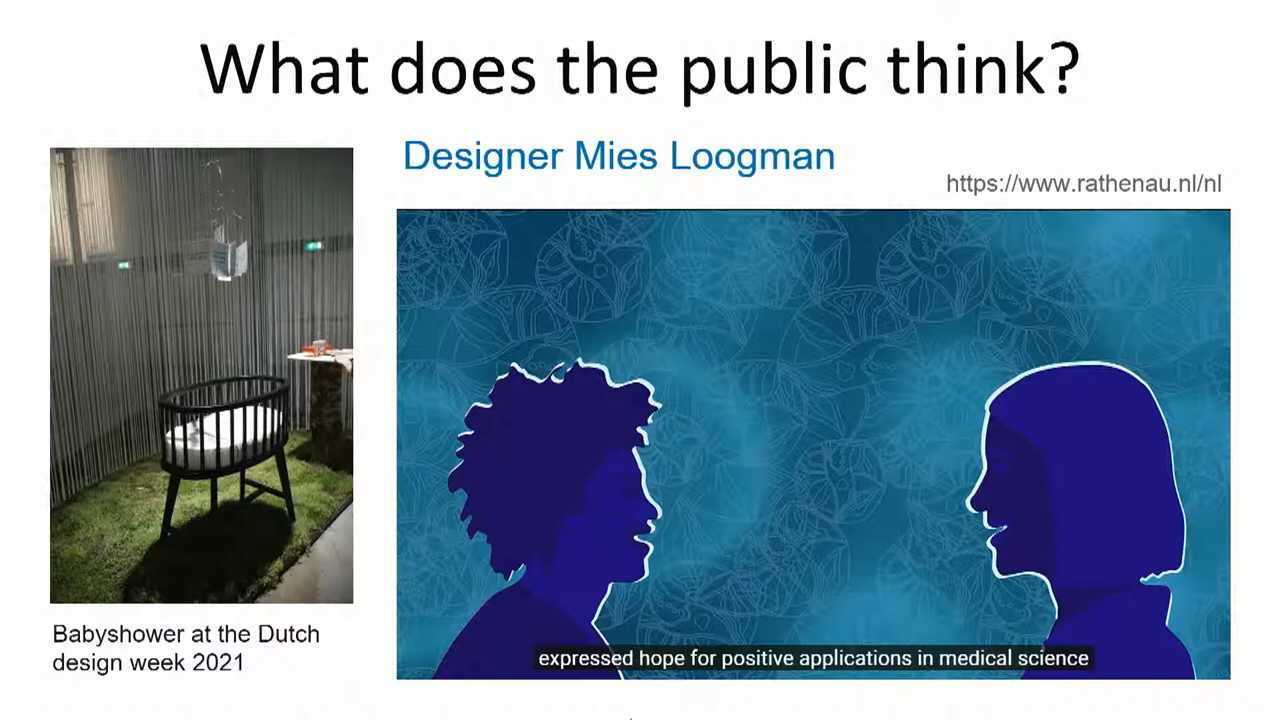 What does the public think?
Designer Mies Loogman
https://www.rathenau.nl/nl
expressed hope for positive applications in medical science
Babyshower at the Dutch
design week 2021